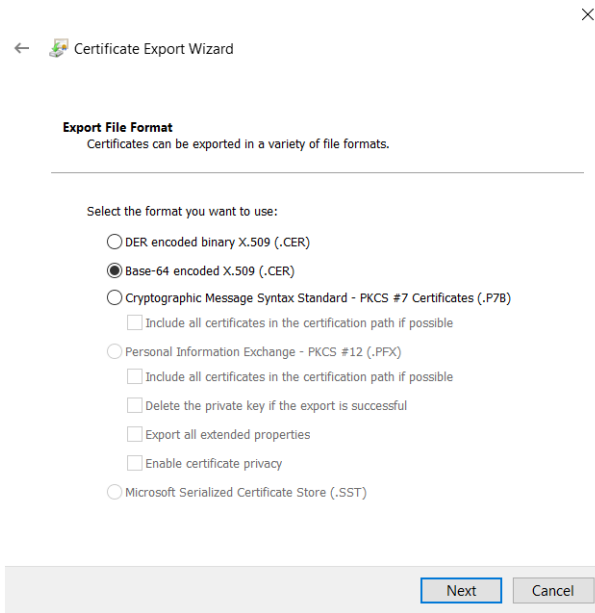 Certificate Export Wizard
Export File Format
Certificates can be exported in a variety of file formats.
Select the format you want to use:
DER encoded binary X.509 (.CER)
Base-64 encoded X.509 (.CER)
Cryptographic Message Syntax Standard - PKCS #7 Certificates (.P7B)
Include all certificates in the certification path if possible
Personal Information Exchange - PKCS #12 (.PFX)
Include all certificates in the certification path if possible
Delete the private key if the export is successful
Export all extended properties
Enable certificate privacy
Microsoft Serialized Certificate Store (.SST)
Next Cancel